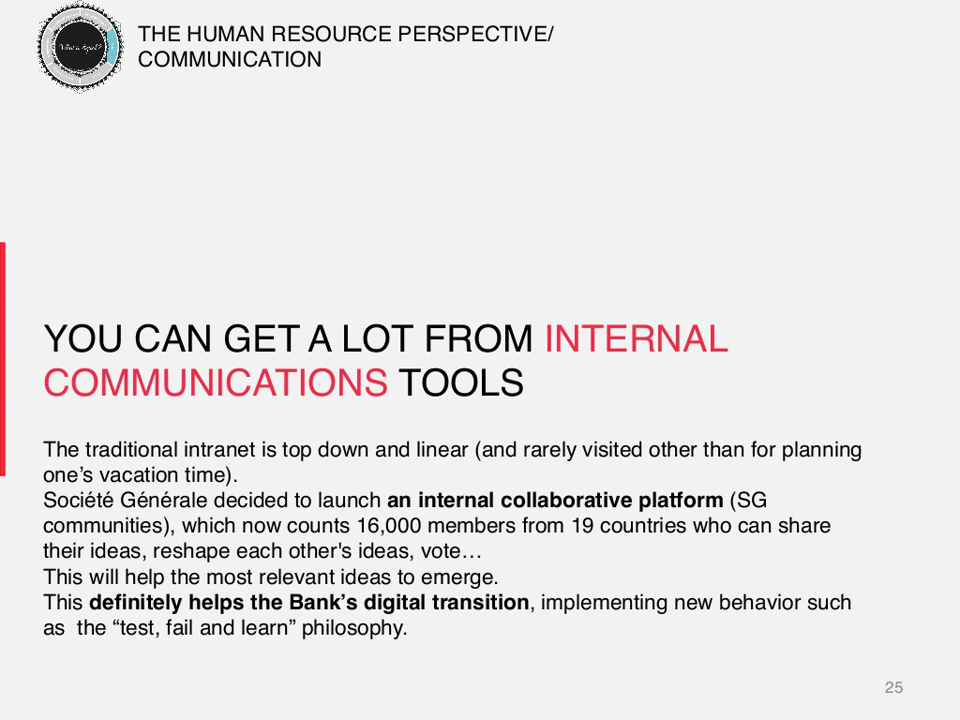 THE HUMAN RESOURCE PERSPECTIVE/
COMMUNICATION
YOU CAN GET A LOT FROM INTERNAL
COMMUNICATIONS TOOLS
The traditional intranet is top down and linear (and rarely visited other than for planning
one’s vacation time).
Société Générale decided to launch an internal collaborative platform (SG
communities), which now counts 16,000 members from 19 countries who can share
their ideas, reshape each other's ideas, vote…
This will help the most relevant ideas to emerge.
This definitely helps the Bank’s digital transition, implementing new behavior such
as  the “test, fail and learn” philosophy.
25